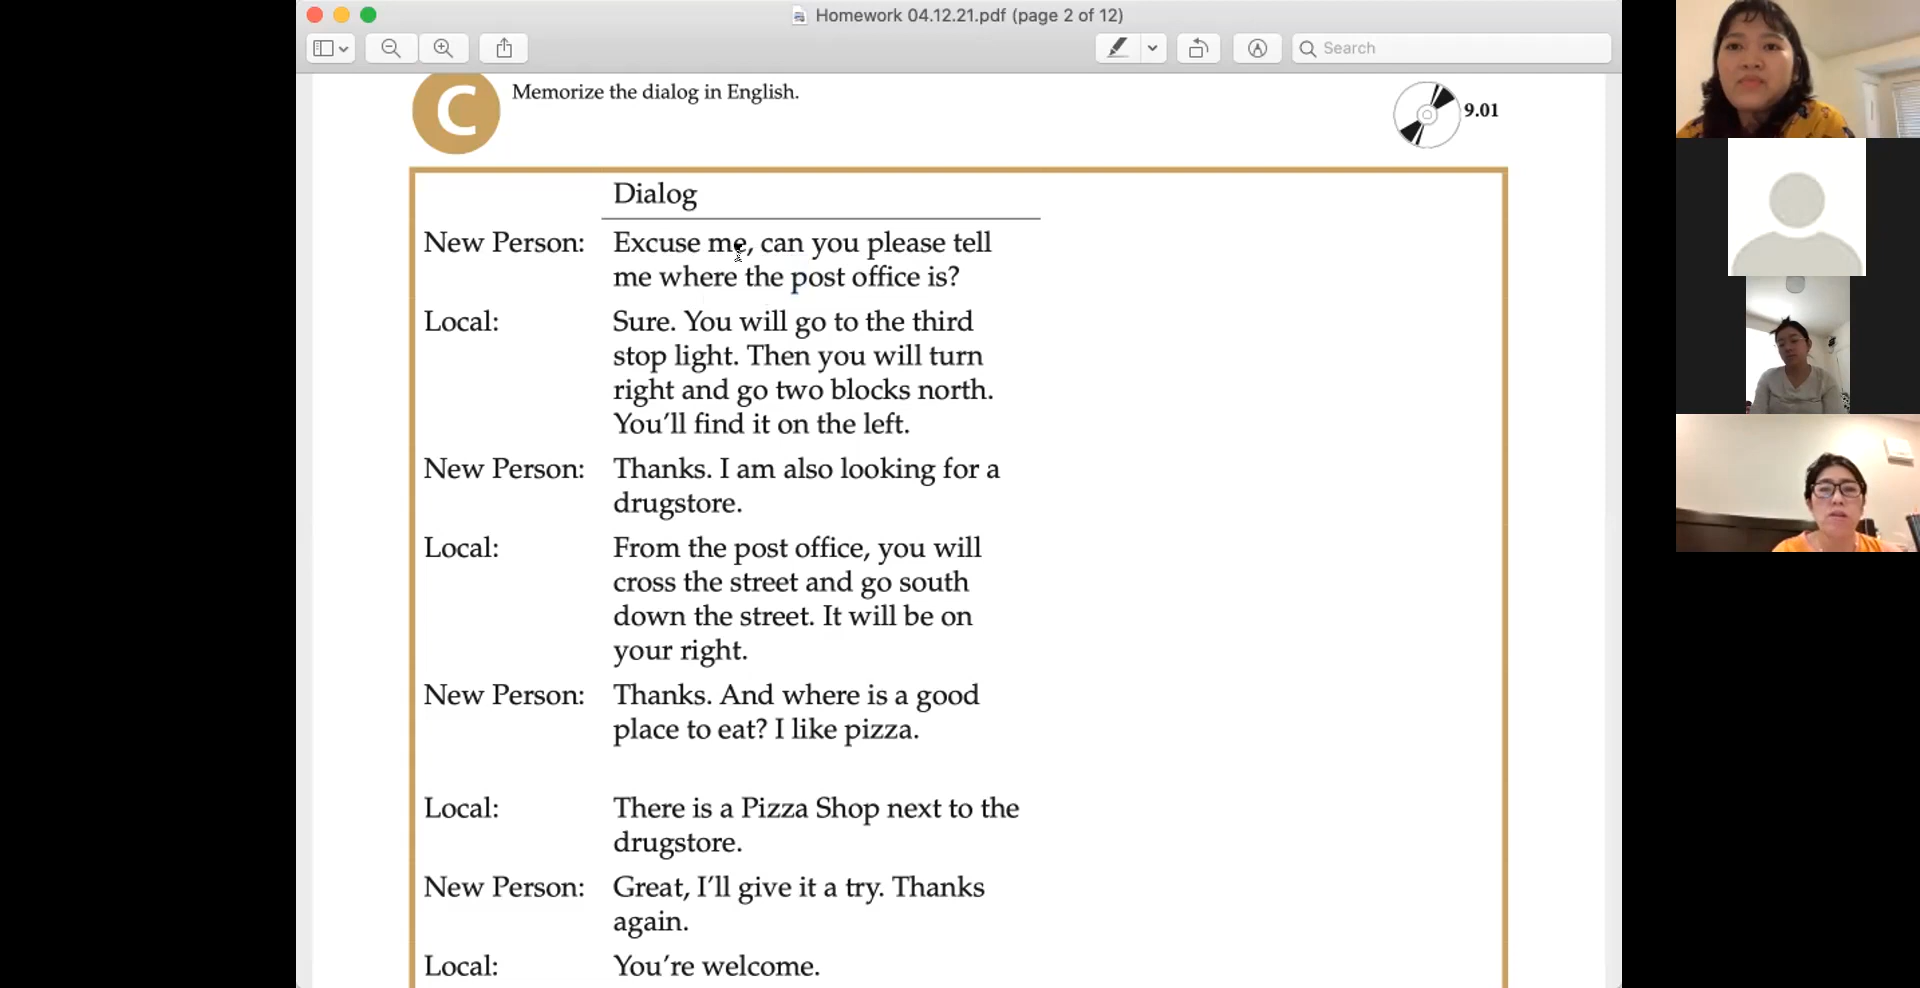 Homework 04.12.21.pdf (page 2 of 12)
Search
C
Memorize the dialog in English.
9.01
Dialog
New Person: Excuse me, can you please tell
me where the post office is?
Local: Sure. You will go to the third
stop light. Then you will turn
right and go two blocks north.
You'll find it on the left.
New Person: Thanks. I am also looking for a
drugstore.
Local: From the post office, you will
cross the street and go south
down the street. It will be on
your right.
New Person: Thanks. And where is a good
place to eat? I like pizza.
Local: There is a Pizza Shop next to the
drugstore.
New Person: Great, I'll give it a try. Thanks
again.
Local: You're welcome.